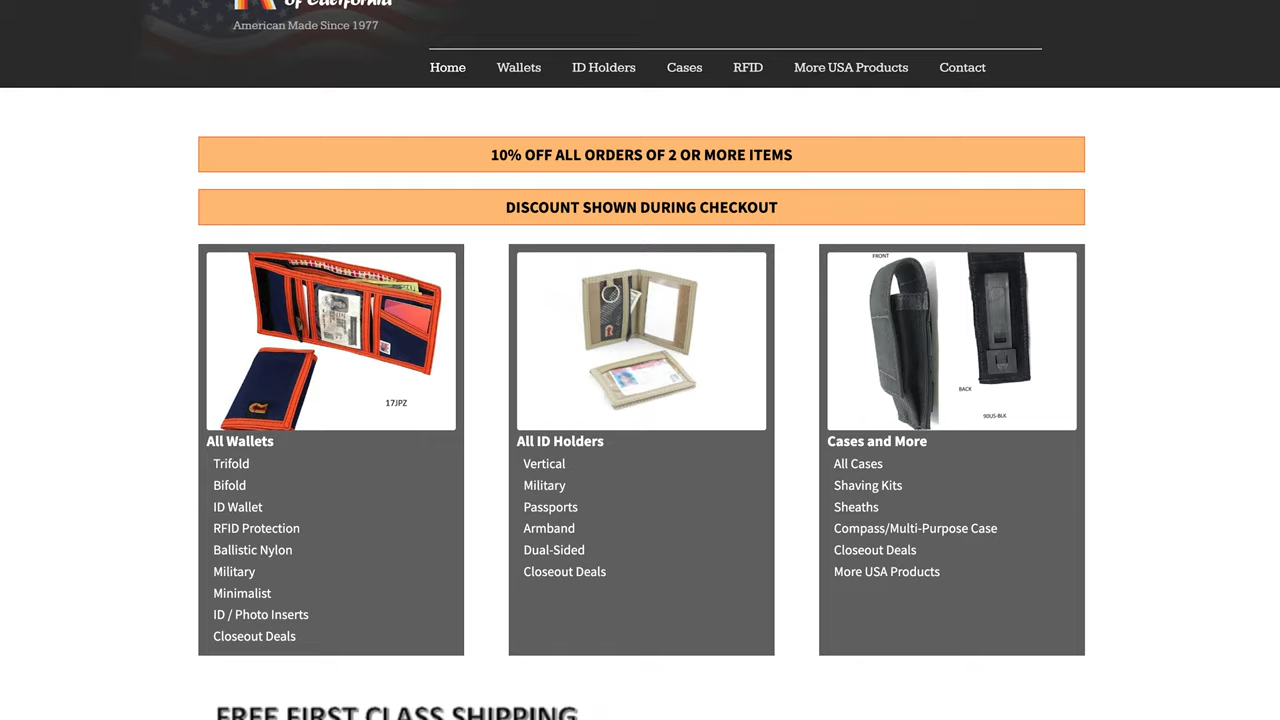 of California
American Made Since 1977
Home Wallets ID Holders Cases RFID More USA Products Contact
10% OFF ALL ORDERS OF 2 OR MORE ITEMS
DISCOUNT SHOWN DURING CHECKOUT
17JPZ
All Wallets
Trifold
Bifold
ID Wallet
RFID Protection
Ballistic Nylon
Military
Minimalist
ID / Photo Inserts
Closeout Deals
All ID Holders
Vertical
Military
Passports
Armband
Dual-Sided
Closeout Deals
FRONT
BACK
90US-BLK
Cases and More
All Cases
Shaving Kits
Sheaths
Compass/Multi-Purpose Case
Closeout Deals
More USA Products
FREE FIRST CLASS SHIPPING